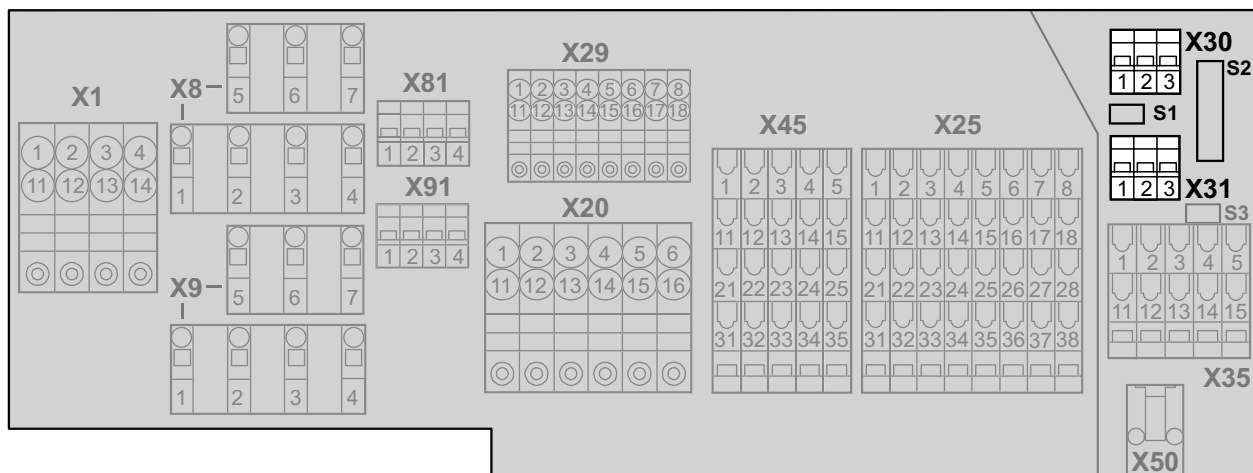 X1
1 2 3 4
11 12 13 14
X8
5 6 7
1 2 3 4
X9
5 6 7
1 2 3 4
X81
1 2 3 4
X91
1 2 3 4
X29
1 2 3 4 5 6 7 8
11 12 13 14 15 16 17 18
X20
1 2 3 4 5 6
11 12 13 14 15 16
X45
1 2 3 4 5
11 12 13 14 15
21 22 23 24 25
31 32 33 34 35
X25
1 2 3 4 5 6 7 8
11 12 13 14 15 16 17 18
21 22 23 24 25 26 27 28
31 32 33 34 35 36 37 38
X30
1 2 3
S2
S1
1 2 3
X31
S3
1 2 3 4 5
11 12 13 14 15
X35
X50